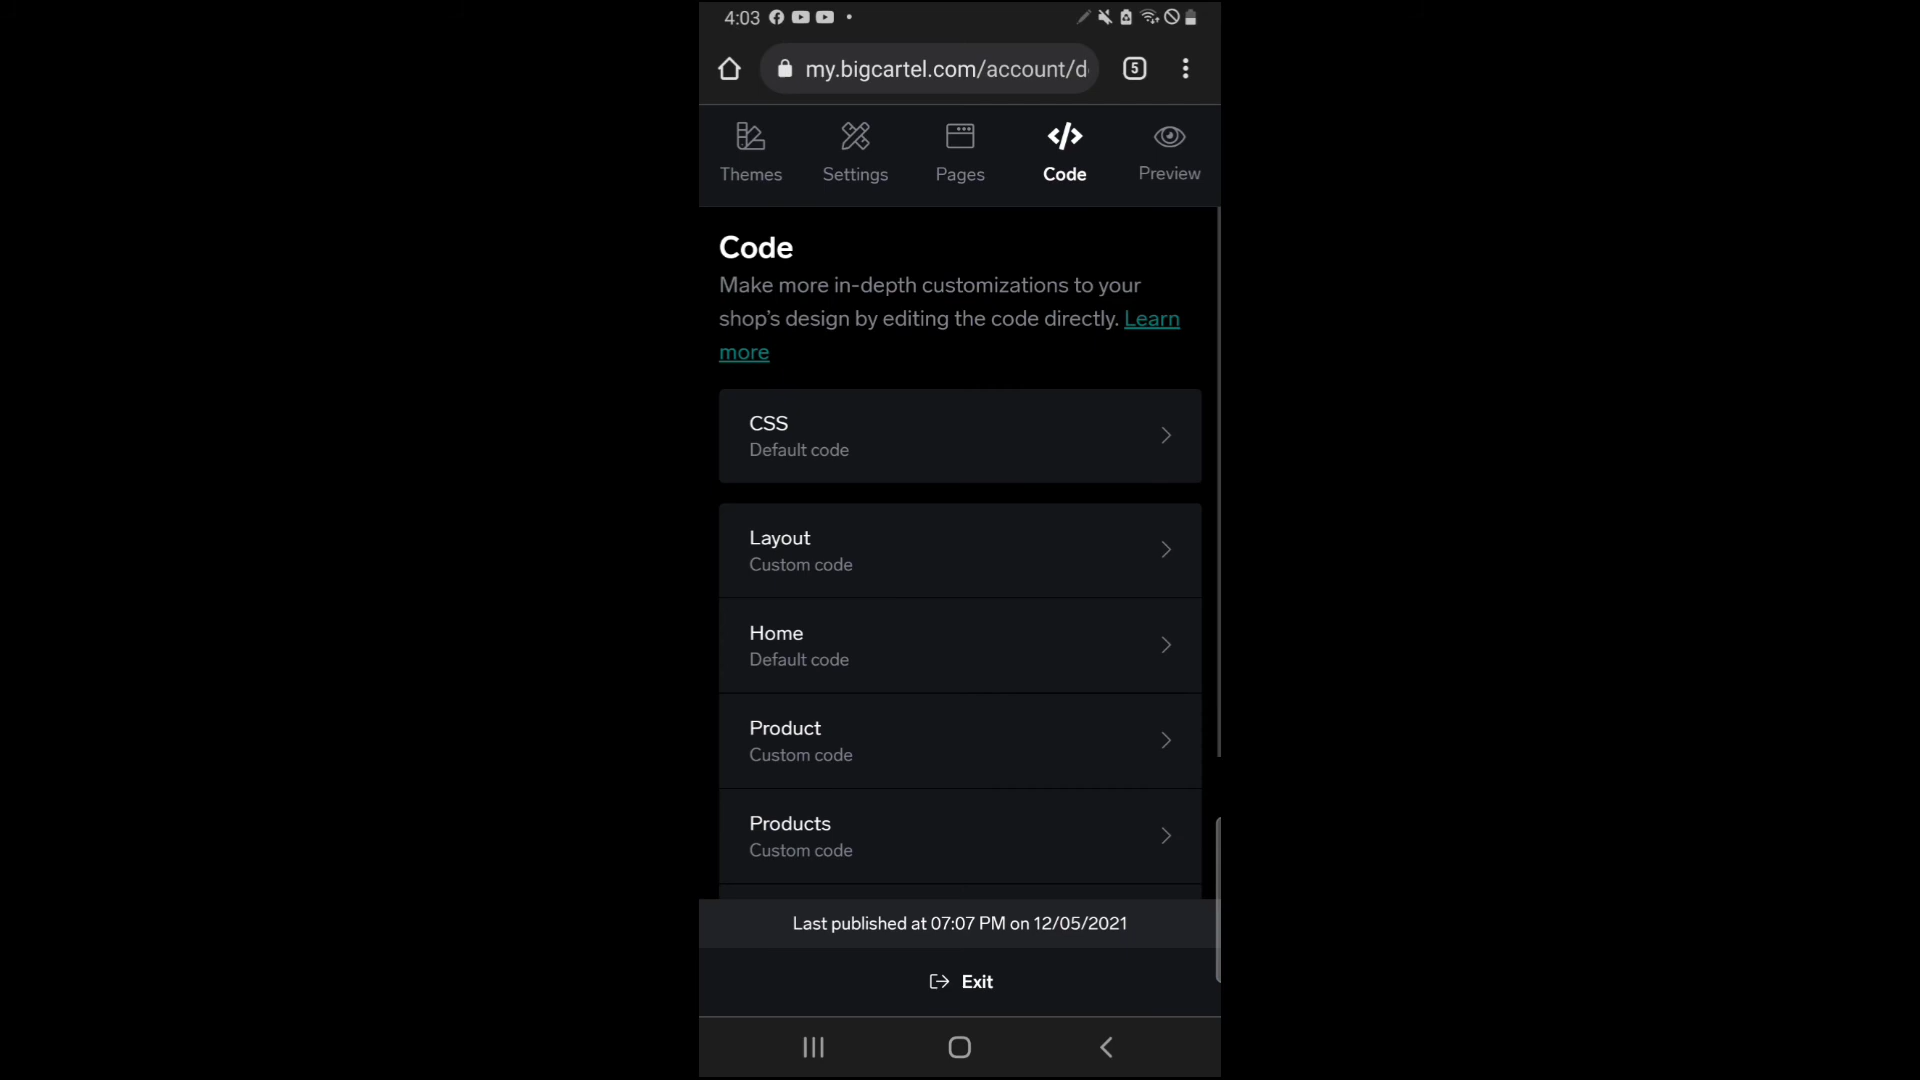 4:03
my.bigcartel.com/account/d
5
Themes
Settings
Pages
Code
Preview
Code
Make more in-depth customizations to your
shop's design by editing the code directly. Learn
more
CSS
Default code
Layout
Custom code
Home
Default code
Product
Custom code
Products
Custom code
Last published at 07:07 PM on 12/05/2021
Exit